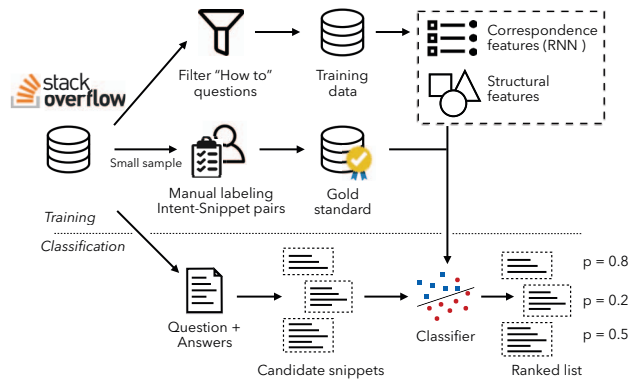 stack
overflow
Filter "How to"
questions
Training
data
Correspondence
features (RNN )
Structural
features
Small sample
Manual labeling
Intent-Snippet pairs
Gold
standard
Training
Classification
Question +
Answers
Candidate snippets
Classifier
Ranked list
p = 0.8
p = 0.2
p = 0.5